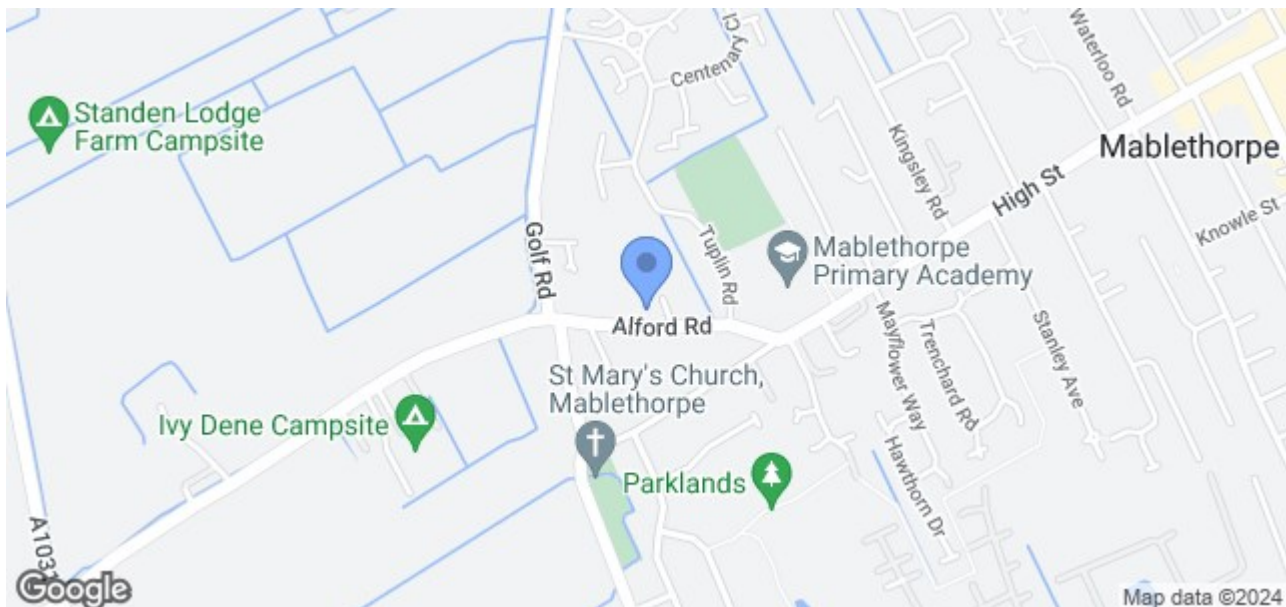 Centenary Cl
Waterloo Rd
Standen Lodge
Farm Campsite
Kingsley Rd
Mablethorpe
High St
Knowle St
Golf Rd
Tuplin Rd
Mablethorpe
Primary Academy
Alford Rd
Mayflower Way
Trenchard Rd
Stanley Ave
St Mary's Church,
Mablethorpe
Ivy Dene Campsite
Hawthorn Dr
Parklands
A1031
Google
Map data ©2024